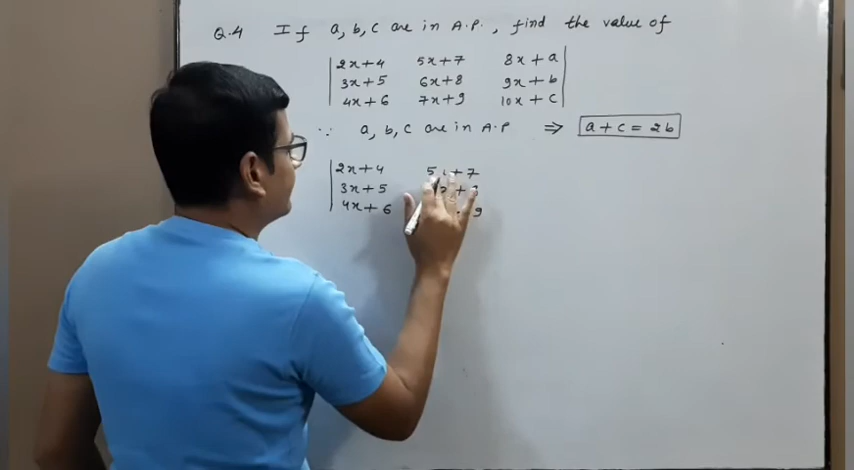 Q.4 If a, b, c are in A.P., find the value of
2x+4 5x+7 8x+a
3x+5 6x+8 9x+b
4x+6 7x+9 10x+c
∵ a, b, c are in A.P ⇒ a+c = 2b
2x+4 +7
3x+5
4x+6 9